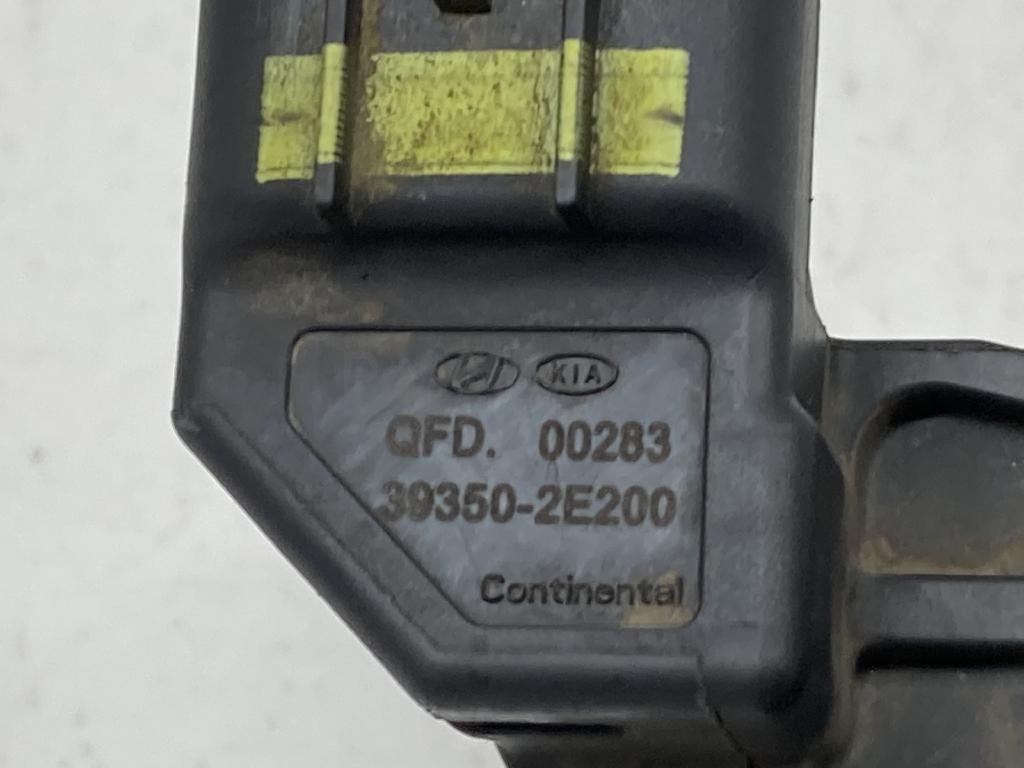 KIA
QFD. 00283
39350-2E200
Continental